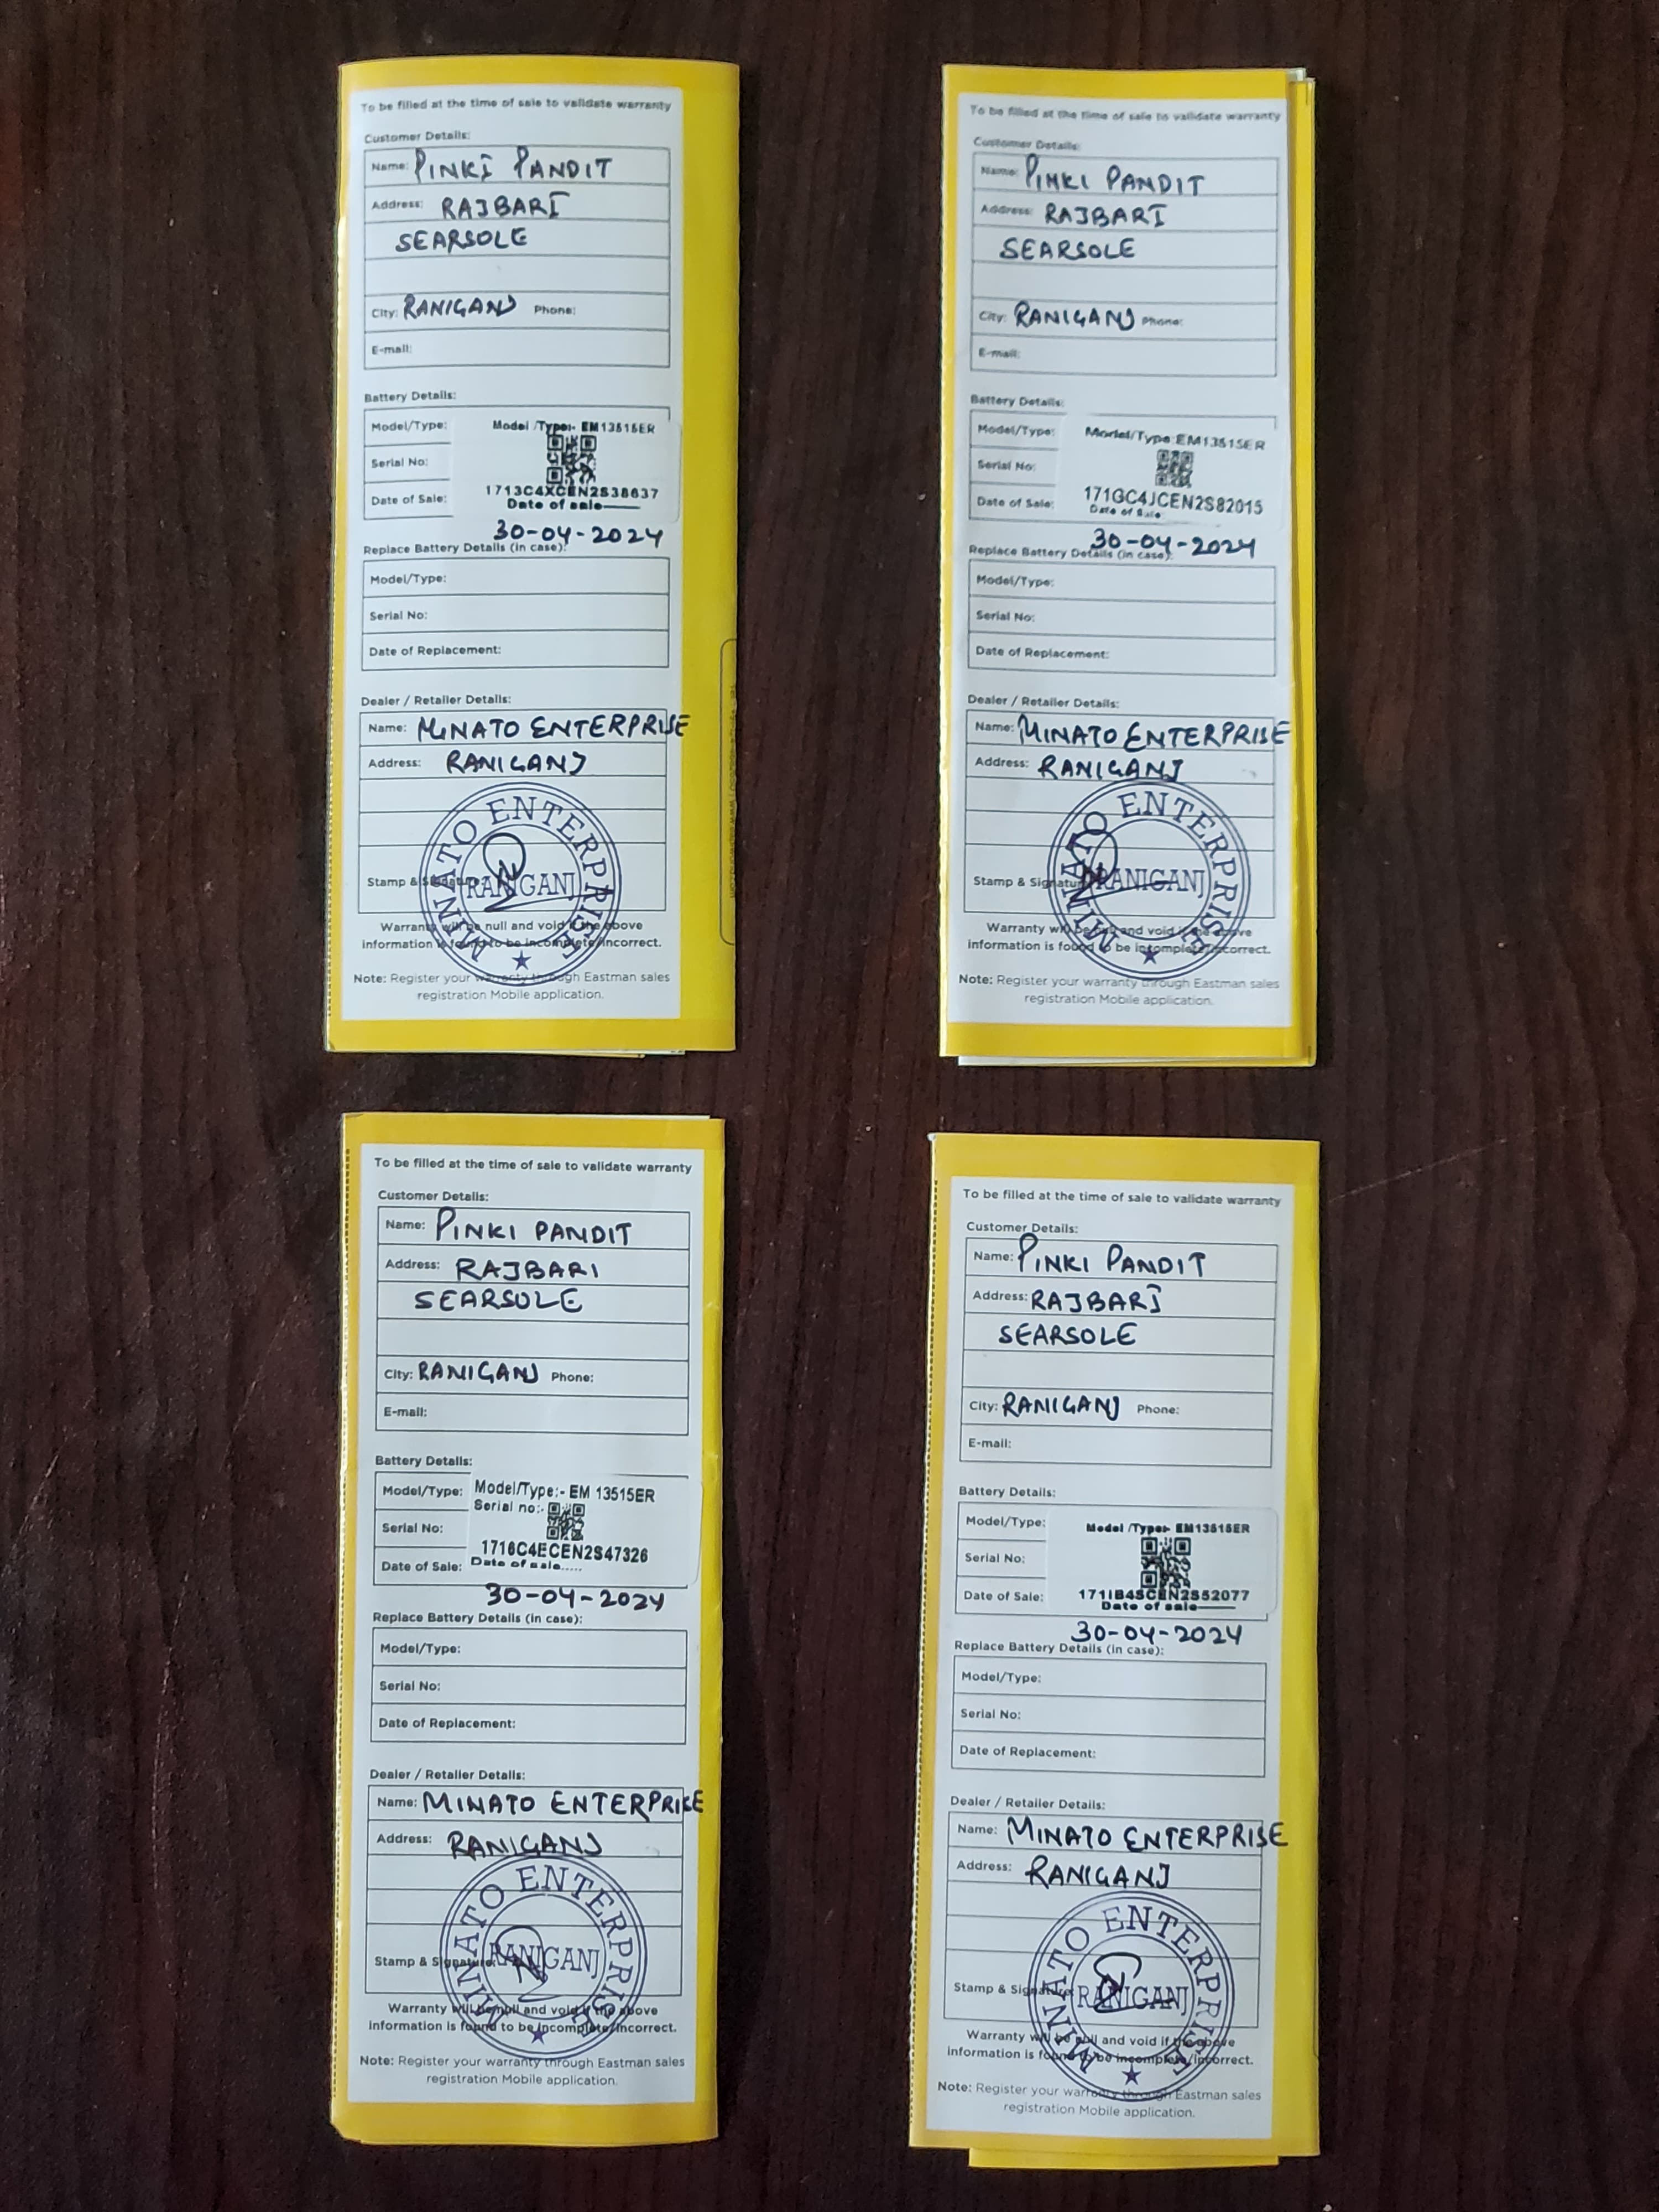 To be filled at the time of sale to validate warranty
Customer Details:
Name: PINKI PANDIT
Address: RAJBARI
SEARSOLE
City: RANIGANJ Phone:
E-mail:
Battery Details:
Model/Type: Model /Type:- EM13515ER
Serial No:
1713C4XCEN2S38637
Date of Sale: Date of sale
30-04-2024
Replace Battery Details (in case):
Model/Type:
Serial No:
Date of Replacement:
Dealer / Retailer Details:
Name: MINATO ENTERPRISE
Address: RANIGANJ
MINATO ENTERPRISE
Stamp & Signature: RANIGANJ
Warranty will be null and void if the above
information is found to be incomplete/incorrect.
Note: Register your warranty through Eastman sales
registration Mobile application.
To be filled at the time of sale to validate warranty
Customer Details:
Name: PINKI PANDIT
Address: RAJBARI
SEARSOLE
City: RANIGANJ Phone:
E-mail:
Battery Details:
Model/Type: Model/Type:EM13515ER
Serial No:
171GC4JCEN2S82015
Date of Sale: Date of Sale
30-04-2024
Replace Battery Details (in case):
Model/Type:
Serial No:
Date of Replacement:
Dealer / Retailer Details:
Name: MINATO ENTERPRISE
Address: RANIGANJ
MINATO ENTERPRISE
Stamp & Signature RANIGANJ
Warranty will be null and void if the above
information is found to be incomplete/incorrect.
Note: Register your warranty through Eastman sales
registration Mobile application.
To be filled at the time of sale to validate warranty
Customer Details:
Name: PINKI PANDIT
Address: RAJBARI
SEARSOLE
City: RANIGANJ Phone:
E-mail:
Battery Details:
Model/Type: Model/Type:- EM 13515ER
Serial no:-
Serial No:
1716C4ECEN2S47326
Date of Sale: Date of sale.....
30-04-2024
Replace Battery Details (in case):
Model/Type:
Serial No:
Date of Replacement:
Dealer / Retailer Details:
Name: MINATO ENTERPRISE
Address: RANIGANJ
MINATO ENTERPRISE
Stamp & Signature: RANIGANJ
Warranty will be null and void if the above
information is found to be incomplete/incorrect.
Note: Register your warranty through Eastman sales
registration Mobile application.
To be filled at the time of sale to validate warranty
Customer Details:
Name: PINKI PANDIT
Address: RAJBARI
SEARSOLE
City: RANIGANJ Phone:
E-mail:
Battery Details:
Model/Type: Model /Type:- EM13515ER
Serial No:
Date of Sale: 171IB4SCEN2S52077
Date of sale
30-04-2024
Replace Battery Details (in case):
Model/Type:
Serial No:
Date of Replacement:
Dealer / Retailer Details:
Name: MINATO ENTERPRISE
Address: RANIGANJ
MINATO ENTERPRISE
Stamp & Signature: RANIGANJ
Warranty will be null and void if the above
information is found to be incomplete/incorrect.
Note: Register your warranty through Eastman sales
registration Mobile application.